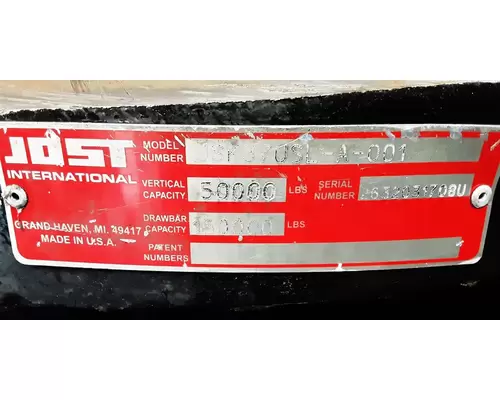 JOST
INTERNATIONAL
GRAND HAVEN, MI. 39417
MADE IN U.S.A.
MODEL
NUMBER
VERTICAL
CAPACITY 50000 LBS
SERIAL
NUMBER
DRAWBAR
CAPACITY LBS
PATENT
NUMBERS